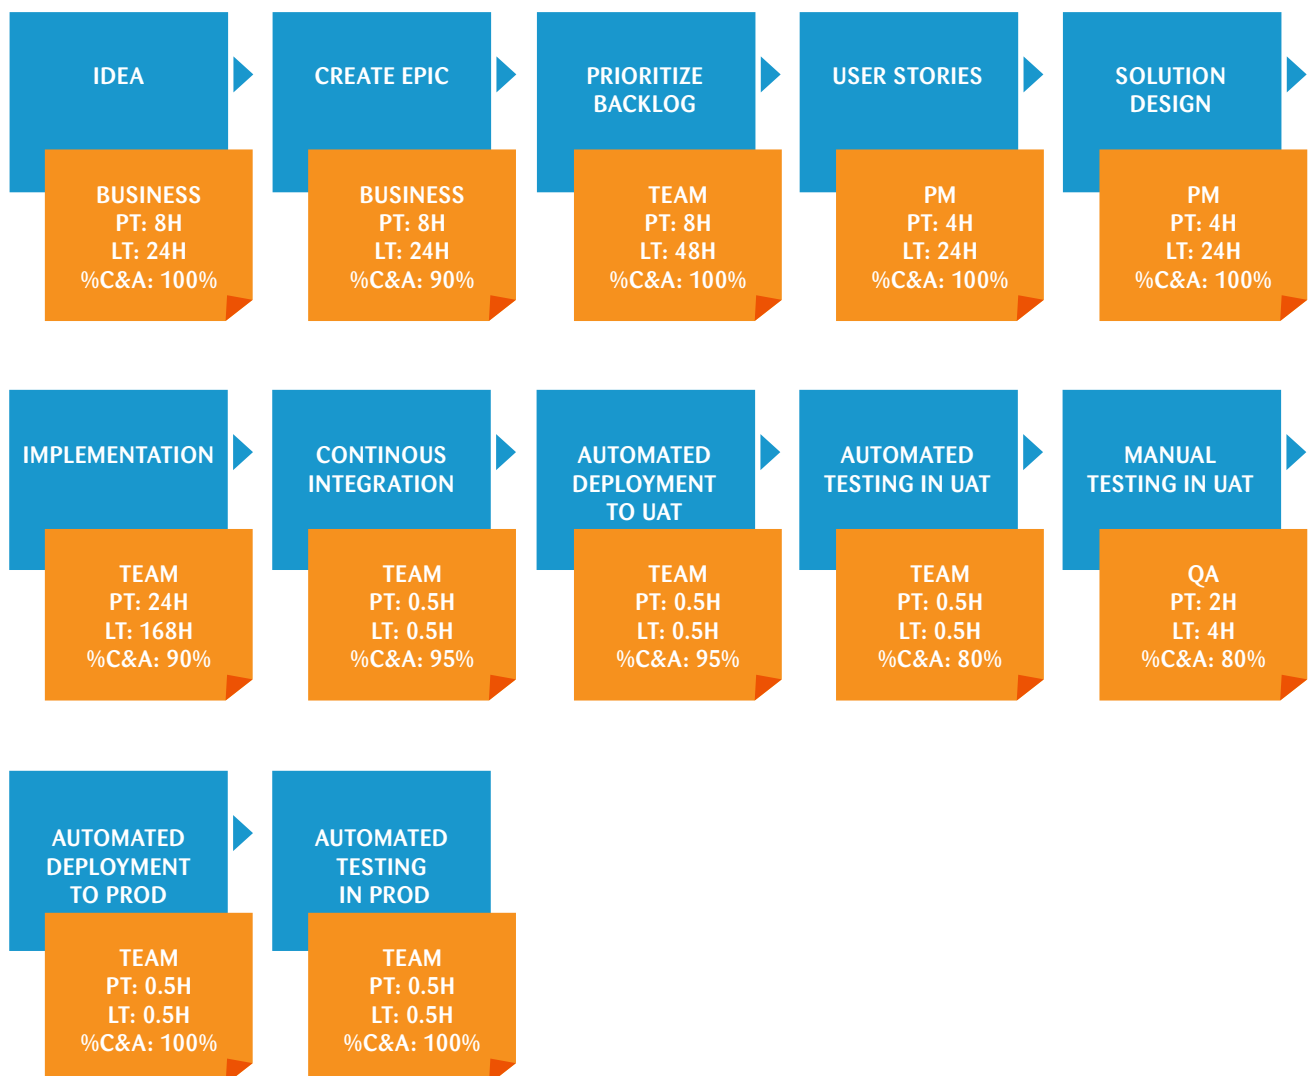 IDEA
BUSINESS
PT: 8H
LT: 24H
%C&A: 100%
CREATE EPIC
BUSINESS
PT: 8H
LT: 24H
%C&A: 90%
PRIORITIZE
BACKLOG
TEAM
PT: 8H
LT: 48H
%C&A: 100%
USER STORIES
PM
PT: 4H
LT: 24H
%C&A: 100%
SOLUTION
DESIGN
PM
PT: 4H
LT: 24H
%C&A: 100%
IMPLEMENTATION
TEAM
PT: 24H
LT: 168H
%C&A: 90%
CONTINOUS
INTEGRATION
TEAM
PT: 0.5H
LT: 0.5H
%C&A: 95%
AUTOMATED
DEPLOYMENT
TO UAT
TEAM
PT: 0.5H
LT: 0.5H
%C&A: 95%
AUTOMATED
TESTING IN UAT
TEAM
PT: 0.5H
LT: 0.5H
%C&A: 80%
MANUAL
TESTING IN UAT
QA
PT: 2H
LT: 4H
%C&A: 80%
AUTOMATED
DEPLOYMENT
TO PROD
TEAM
PT: 0.5H
LT: 0.5H
%C&A: 100%
AUTOMATED
TESTING
IN PROD
TEAM
PT: 0.5H
LT: 0.5H
%C&A: 100%